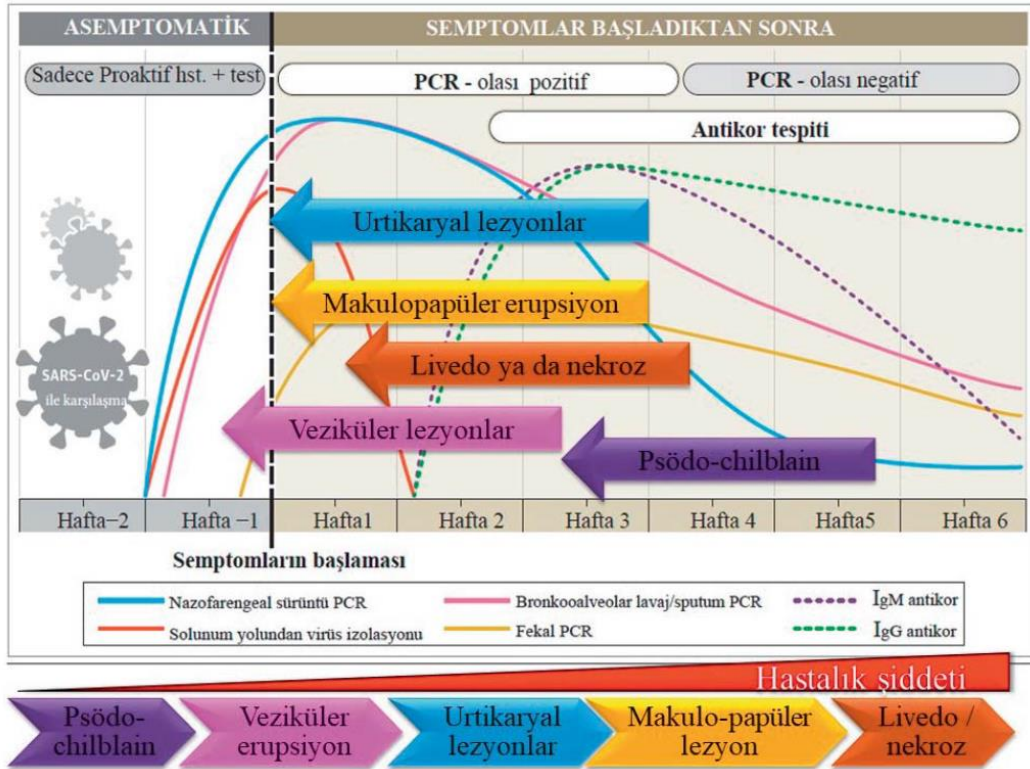 ASEMPTOMATİK
SEMPTOMLAR BAŞLADIKTAN SONRA
Sadece Proaktif hst. + test
PCR - olası pozitif
PCR - olası negatif
Antikor tespiti
Urtikaryal lezyonlar
Makulopapüler erupsiyon
Livedo ya da nekroz
SARS-CoV-2
ile karşılaşma
Veziküler lezyonlar
Psödo-chilblain
Hafta−2
Hafta −1
Hafta1
Hafta 2
Hafta 3
Hafta 4
Hafta5
Hafta 6
Semptomların başlaması
Nazofarengeal sürüntü PCR
Bronkooalveolar lavaj/sputum PCR
IgM antikor
Solunum yolundan virüs izolasyonu
Fekal PCR
IgG antikor
Hastalık şiddeti
Psödo-
chilblain
Veziküler
erupsiyon
Urtikaryal
lezyonlar
Makulo-papüler
lezyon
Livedo /
nekroz